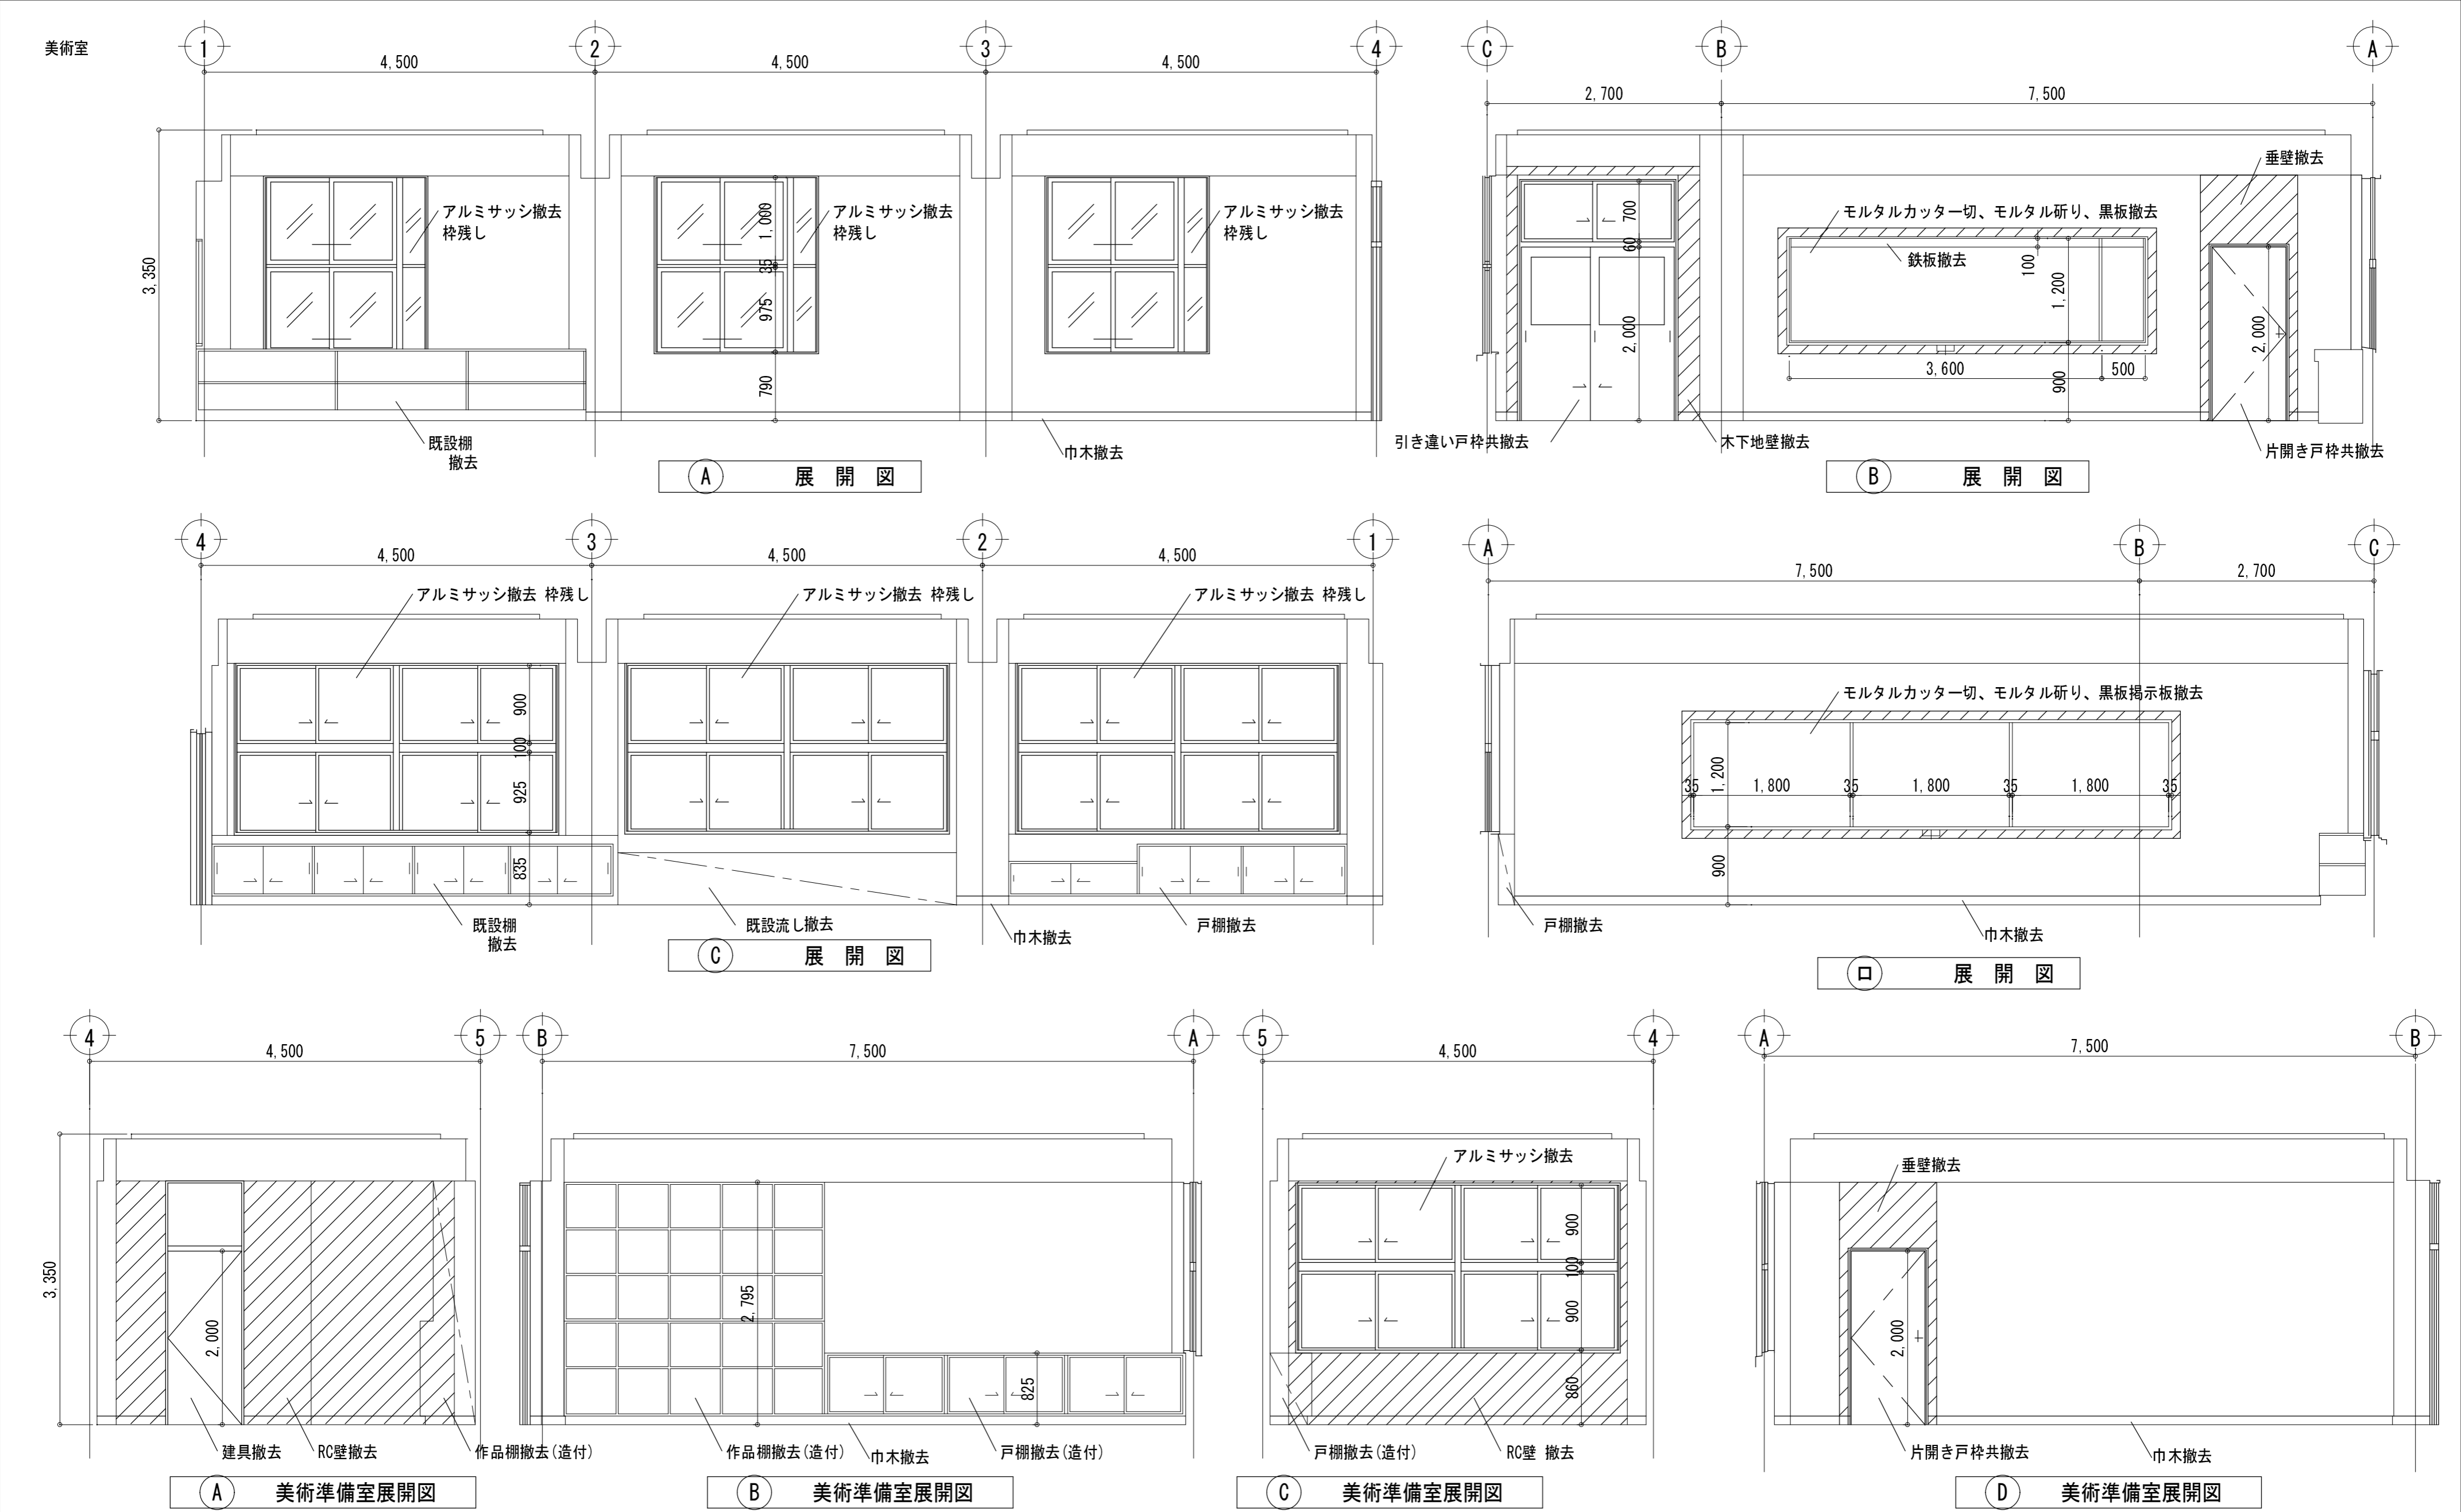 美術室
1 2 3 4
4,500 4,500 4,500
3,350
アルミサッシ撤去
枠残し
アルミサッシ撤去
枠残し
アルミサッシ撤去
枠残し
1,000
35
975
790
既設棚
撤去
巾木撤去
A 展 開 図
C B A
2,700 7,500
垂壁撤去
モルタルカッター切、モルタル斫り、黒板撤去
鉄板撤去
700
60
2,000
100
1,200
900
3,600 500
2,000
引き違い戸枠共撤去
木下地壁撤去
片開き戸枠共撤去
B 展 開 図
4 3 2 1
4,500 4,500 4,500
アルミサッシ撤去 枠残し
アルミサッシ撤去 枠残し
アルミサッシ撤去 枠残し
900
100
925
835
既設棚
撤去
既設流し撤去
巾木撤去
戸棚撤去
C 展 開 図
A B C
7,500 2,700
モルタルカッター切、モルタル斫り、黒板掲示板撤去
1,200
35 1,800 35 1,800 35 1,800 35
900
戸棚撤去
巾木撤去
ロ 展 開 図
4 5
4,500
3,350
2,000
建具撤去
RC壁撤去
作品棚撤去(造付)
A 美術準備室展開図
B A
7,500
2,795
825
作品棚撤去(造付)
巾木撤去
戸棚撤去(造付)
B 美術準備室展開図
5 4
4,500
アルミサッシ撤去
900
100
900
860
戸棚撤去(造付)
RC壁 撤去
C 美術準備室展開図
A B
7,500
垂壁撤去
2,000
片開き戸枠共撤去
巾木撤去
D 美術準備室展開図